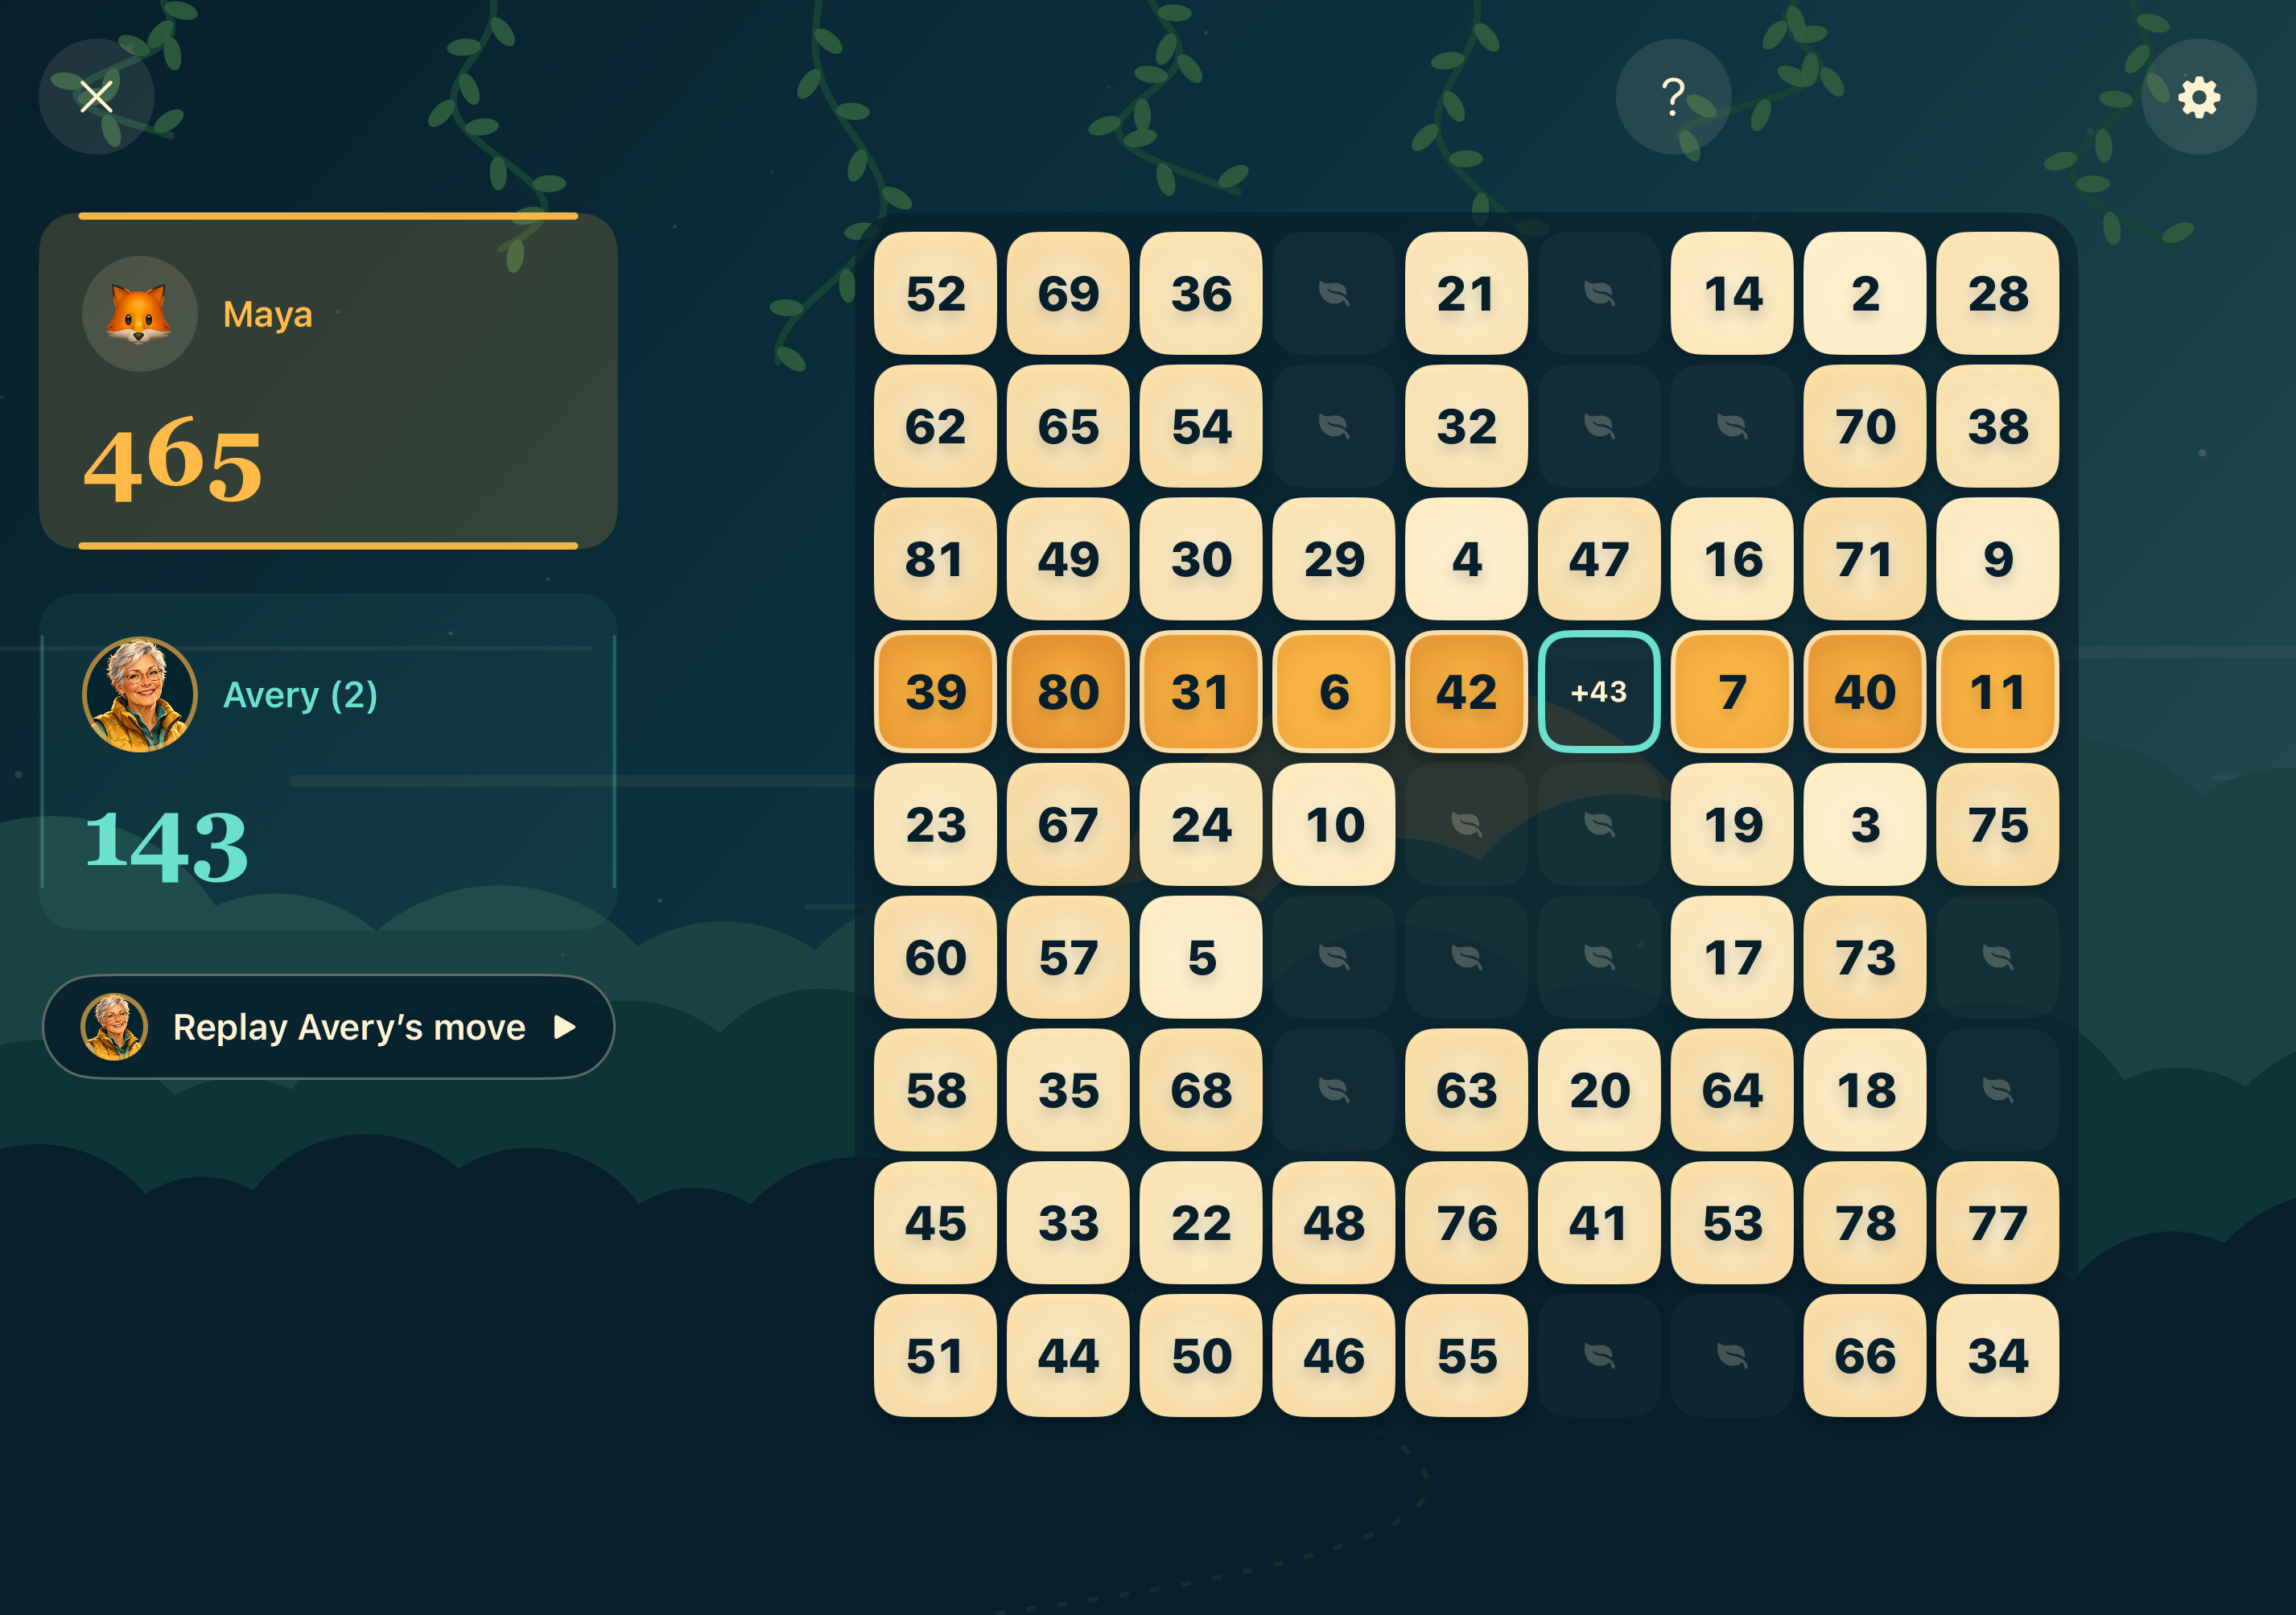 ?
Maya
465
Avery (2)
143
Replay Avery’s move
52 69 36 21 14 2 28
62 65 54 32 70 38
81 49 30 29 4 47 16 71 9
39 80 31 6 42 +43 7 40 11
23 67 24 10 19 3 75
60 57 5 17 73
58 35 68 63 20 64 18
45 33 22 48 76 41 53 78 77
51 44 50 46 55 66 34